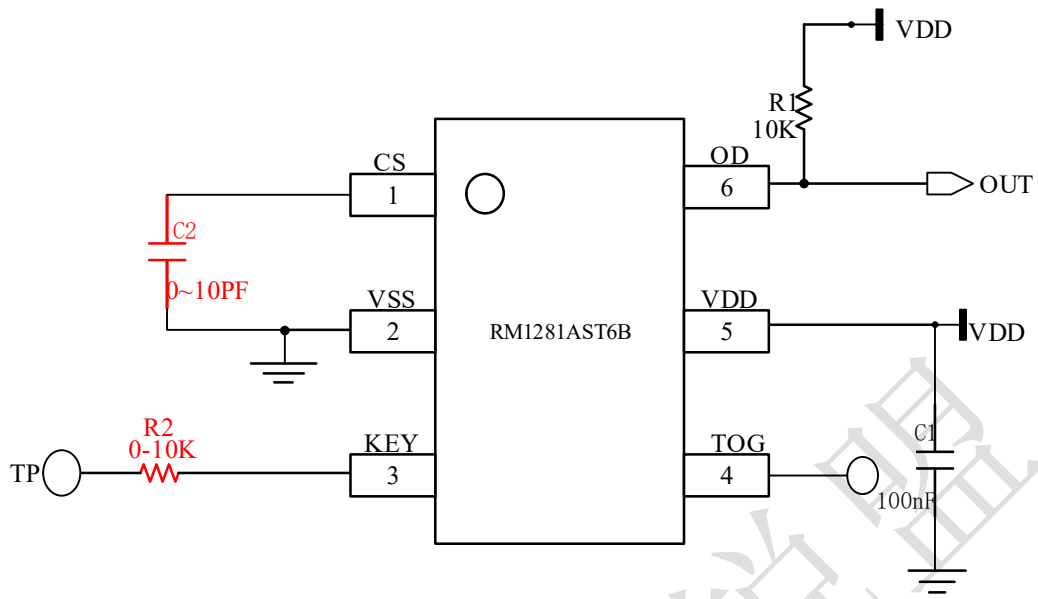 VDD
R1
10K
CS
OD
1
6
OUT
C2
0~10PF
VSS
VDD
2
RM1281AST6B
5
VDD
R2
0-10K
KEY
TOG
C1
TP
3
4
100nF
盟